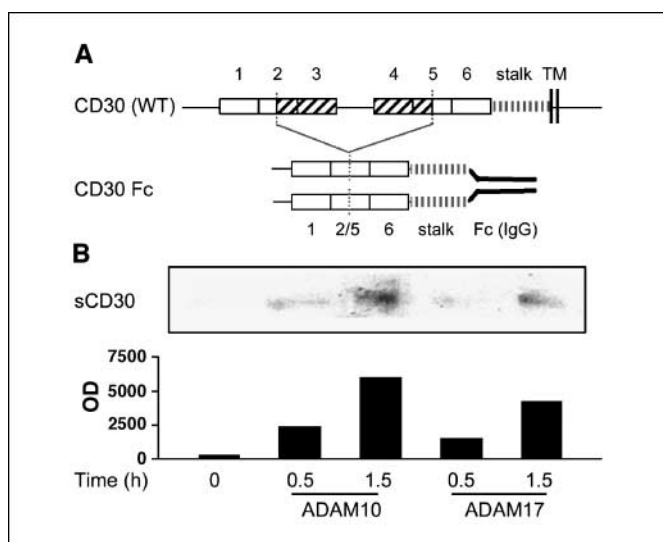 A
1 2 3 4 5 6 stalk TM
CD30 (WT)
CD30 Fc
1 2/5 6 stalk Fc (IgG)
B
sCD30
7500
5000
2500
0
OD
Time (h) 0 0.5 1.5 0.5 1.5
ADAM10 ADAM17